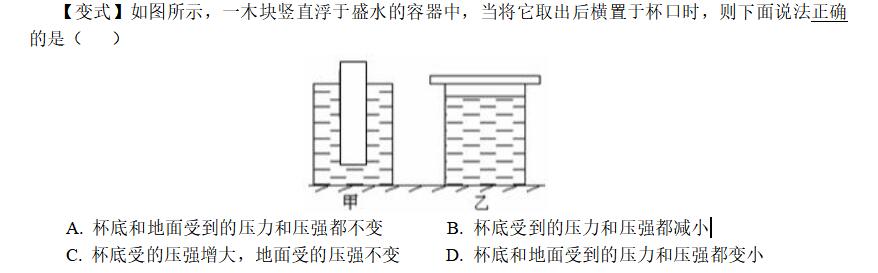 【变式】如图所示，一木块竖直浮于盛水的容器中，当将它取出后横置于杯口时，则下面说法正确
的是（　　）
甲　乙
A. 杯底和地面受到的压力和压强都不变　B. 杯底受到的压力和压强都减小
C. 杯底受的压强增大，地面受的压强不变　D. 杯底和地面受到的压力和压强都变小